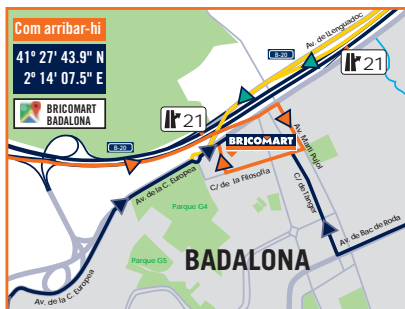 Com arribar-hi
41° 27' 43.9" N
2° 14' 07.5" E
BRICOMART
BADALONA
Av. de LLenguadoc
B-20
21
21
B-20
BRICOMART
Av. Martí Pujol
C/ de la Filosofia
C/ de Tànger
Av. de la C. Europea
Parque G4
Av. de Bac de Roda
Parque G5
BADALONA
Av. de la C. Europea